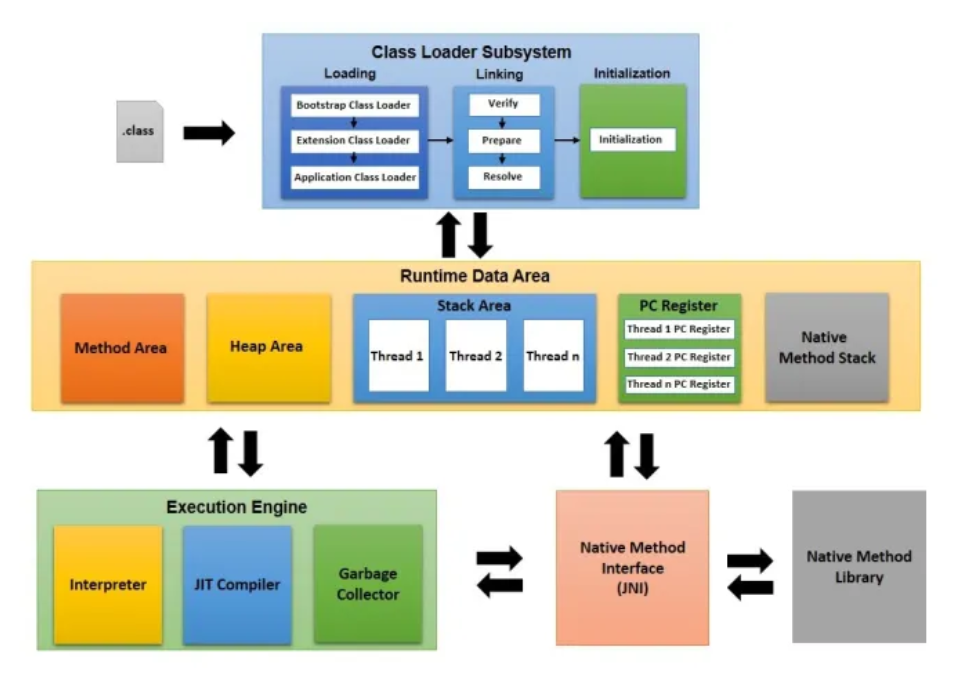 Class Loader Subsystem
Loading
Linking
Initialization
.class
Bootstrap Class Loader
Extension Class Loader
Application Class Loader
Verify
Prepare
Resolve
Initialization
Runtime Data Area
Method Area
Heap Area
Stack Area
Thread 1
Thread 2
Thread n
PC Register
Thread 1 PC Register
Thread 2 PC Register
Thread n PC Register
Native
Method Stack
Execution Engine
Interpreter
JIT Compiler
Garbage
Collector
Native Method
Interface
(JNI)
Native Method
Library